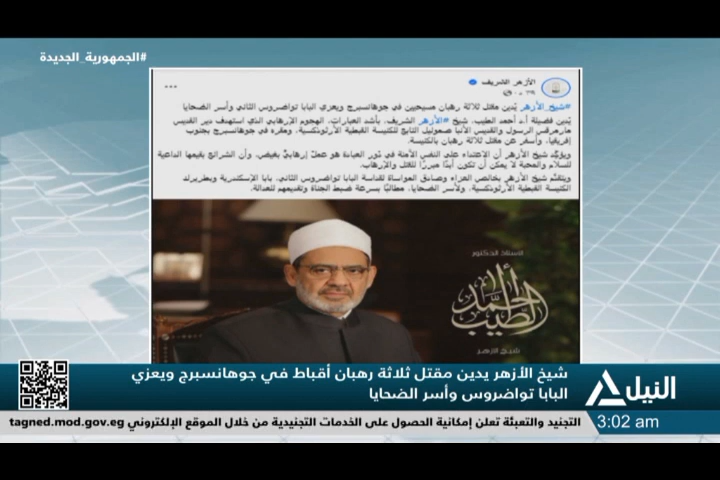 #الجمهورية_الجديدة
الأزهر الشريف
#شيخ_الأزهر يُدين مقتل ثلاثة رهبان مسيحيين في جوهانسبرج ويعزي البابا تواضروس الثاني وأسر الضحايا
يُدين فضيلة أ.د أحمد الطيب، شيخ #الأزهر الشريف، بأشد العبارات، الهجوم الإرهابي الذي استهدف دير القديس
مارمرقس الرسول والقديس الأنبا صموئيل التابع للكنيسة القبطية الأرثوذكسية، ومقره في جوهانسبرج بجنوب
إفريقيا، وأسفر عن مقتل ثلاثة رهبان بالكنيسة.
ويؤكد شيخ الأزهر أن الاعتداء على النفس الآمنة في دُور العبادة هو عملٌ إرهابيٌّ بغيض، وأن الشرائع بقيمها الداعية
للسلام والمحبة لا يمكن أن تكون أبدًا مبررًا للقتل والإرهاب.
ويتقدَّم شيخ الأزهر بخالص العزاء وصادق المواساة لقداسة البابا تواضروس الثاني، بابا الإسكندرية وبطريرك
الكنيسة القبطية الأرثوذكسية، ولأسر الضحايا، مطالبًا بسرعة ضبط الجناة وتقديمهم للعدالة.
الاستاذ الدكتور
أحمد الطيب
شيخ الازهر
شيخ الأزهر يدين مقتل ثلاثة رهبان أقباط في جوهانسبرج ويعزي
البابا تواضروس وأسر الضحايا
النيل
3:02 am
التجنيد والتعبئة تعلن إمكانية الحصول على الخدمات التجنيدية من خلال الموقع الإلكتروني tagned.mod.gov.eg